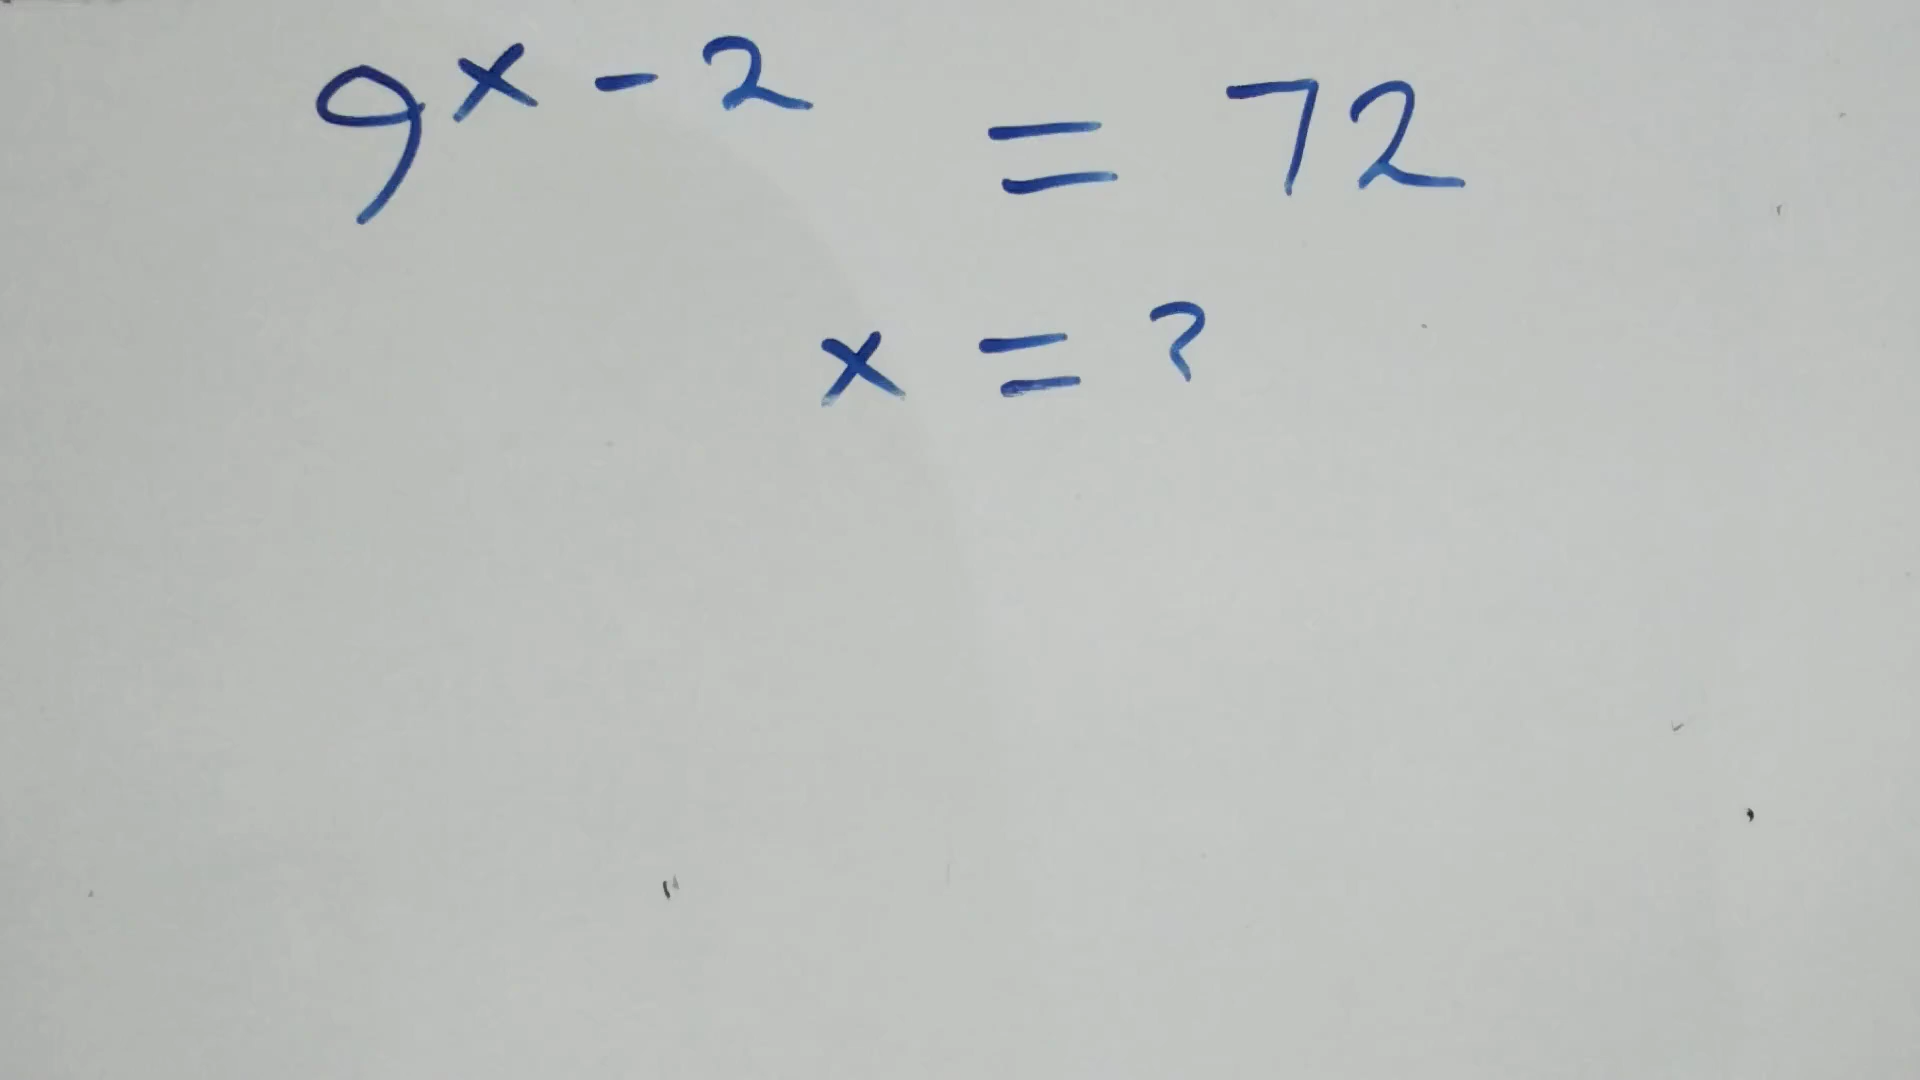 9^{x-2} = 72
x = ?